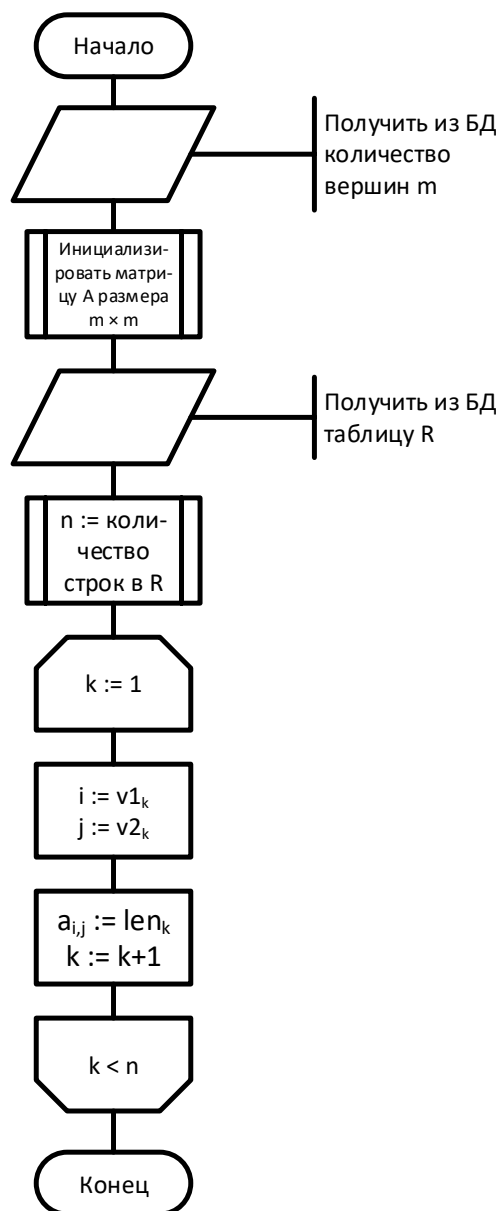 Начало
Получить из БД
количество
вершин m
Инициализи-
ровать матри-
цу A размера
m × m
Получить из БД
таблицу R
n := коли-
чество
строк в R
k := 1
i := v1ₖ
j := v2ₖ
aᵢ,ⱼ := lenₖ
k := k+1
k < n
Конец